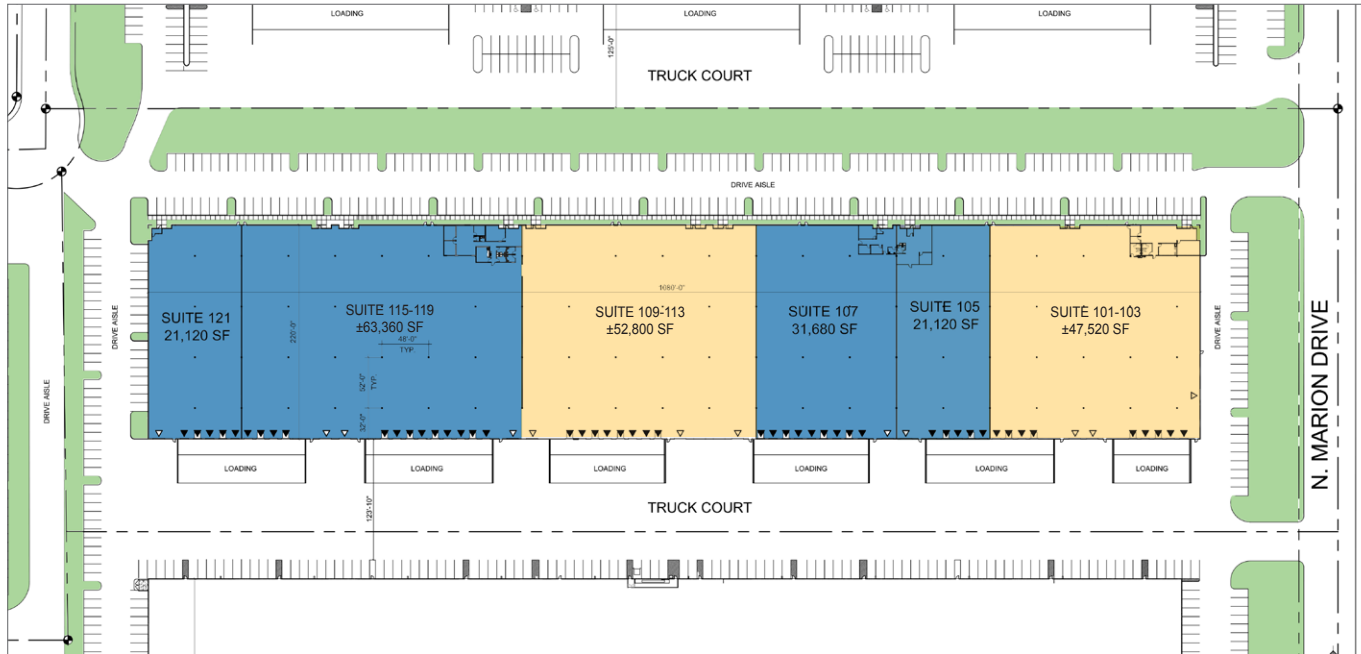 LOADING
LOADING
LOADING
125'-0"
TRUCK COURT
DRIVE AISLE
1080'-0"
SUITE 121
21,120 SF
SUITE 115-119
±63,360 SF
SUITE 109-113
±52,800 SF
SUITE 107
31,680 SF
SUITE 105
21,120 SF
SUITE 101-103
±47,520 SF
220'-0"
48'-0"
TYP.
52'-0"
TYP.
32'-0"
DRIVE AISLE
DRIVE AISLE
DRIVE AISLE
N. MARION DRIVE
LOADING
LOADING
LOADING
LOADING
LOADING
LOADING
123'-10"
TRUCK COURT